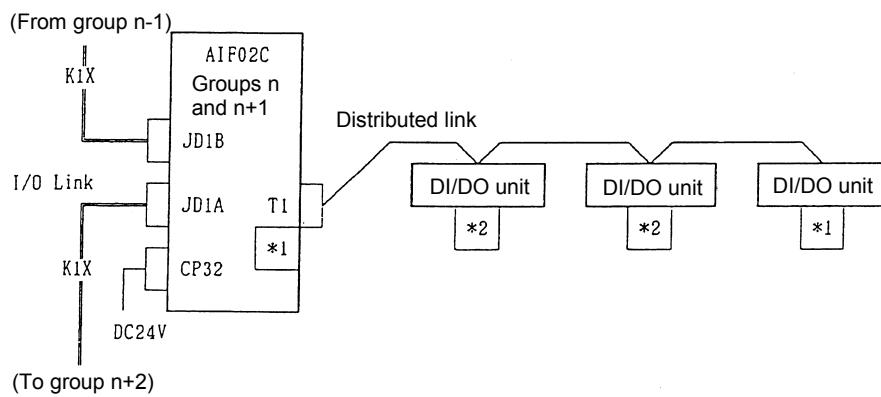 (From group n-1)
K1X
AIF02C
Groups n
and n+1
JD1B
I/O Link
JD1A
T1
*1
CP32
K1X
DC24V
(To group n+2)
Distributed link
DI/DO unit
*2
DI/DO unit
*2
DI/DO unit
*1